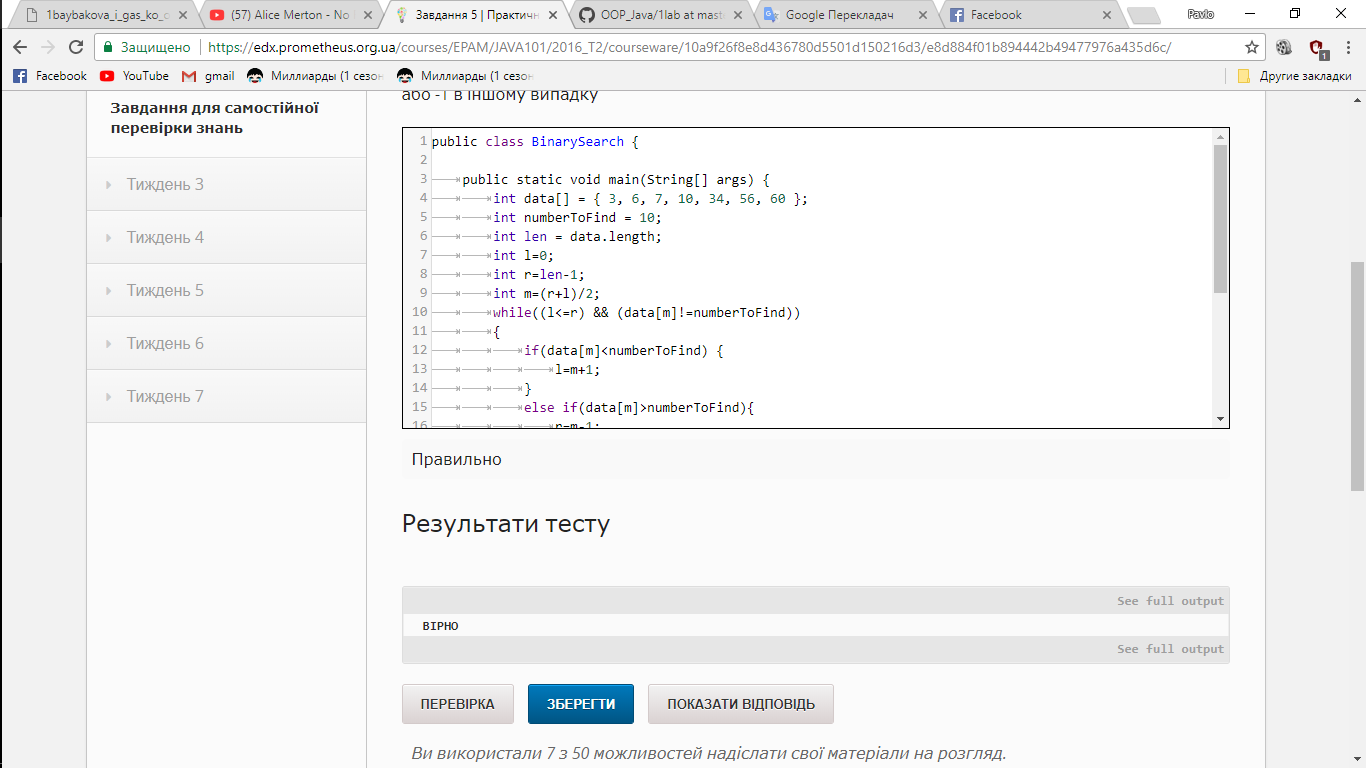 1baybakova_i_gas_ko_o
(57) Alice Merton - No
Завдання 5 | Практичн
OOP_Java/1lab at mast
Google Перекладач
Facebook
Pavlo
Защищено
https://edx.prometheus.org.ua/courses/EPAM/JAVA101/2016_T2/courseware/10a9f26f8e8d436780d5501d150216d3/e8d884f01b894442b49477976a435d6c/
1
Facebook
YouTube
gmail
Миллиарды (1 сезон
Миллиарды (1 сезон
Другие закладки
Завдання для самостійної
перевірки знань
Тиждень 3
Тиждень 4
Тиждень 5
Тиждень 6
Тиждень 7
або -1 в іншому випадку
1 public class BinarySearch {
2
3 public static void main(String[] args) {
4 int data[] = { 3, 6, 7, 10, 34, 56, 60 };
5 int numberToFind = 10;
6 int len = data.length;
7 int l=0;
8 int r=len-1;
9 int m=(r+l)/2;
10 while((l<=r) && (data[m]!=numberToFind))
11 {
12 if(data[m]<numberToFind) {
13 l=m+1;
14 }
15 else if(data[m]>numberToFind){
16 r=m-1;
Правильно
Результати тесту
See full output
ВІРНО
See full output
ПЕРЕВІРКА
ЗБЕРЕГТИ
ПОКАЗАТИ ВІДПОВІДЬ
Ви використали 7 з 50 можливостей надіслати свої матеріали на розгляд.